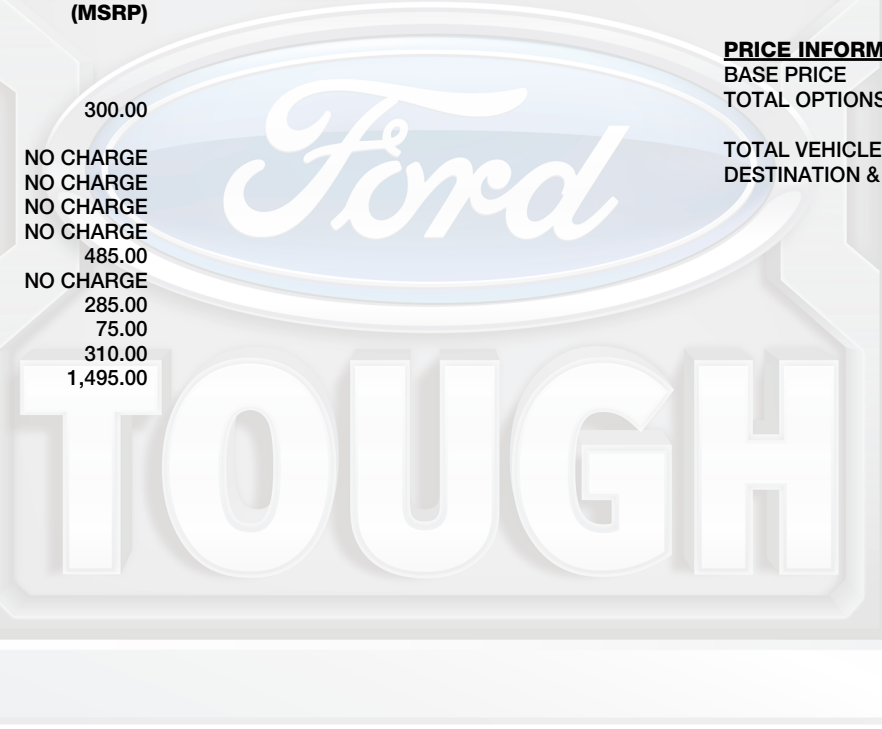 (MSRP)
300.00
NO CHARGE
NO CHARGE
NO CHARGE
NO CHARGE
485.00
NO CHARGE
285.00
75.00
310.00
1,495.00
PRICE INFORM
BASE PRICE
TOTAL OPTIONS
TOTAL VEHICLE
DESTINATION &
Ford
TOUGH